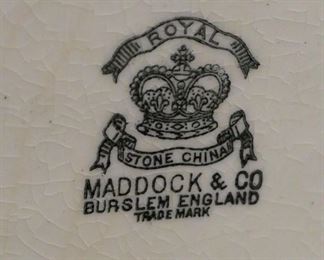 ROYAL
STONE CHINA
MADDOCK & CO
BURSLEM ENGLAND
TRADE MARK